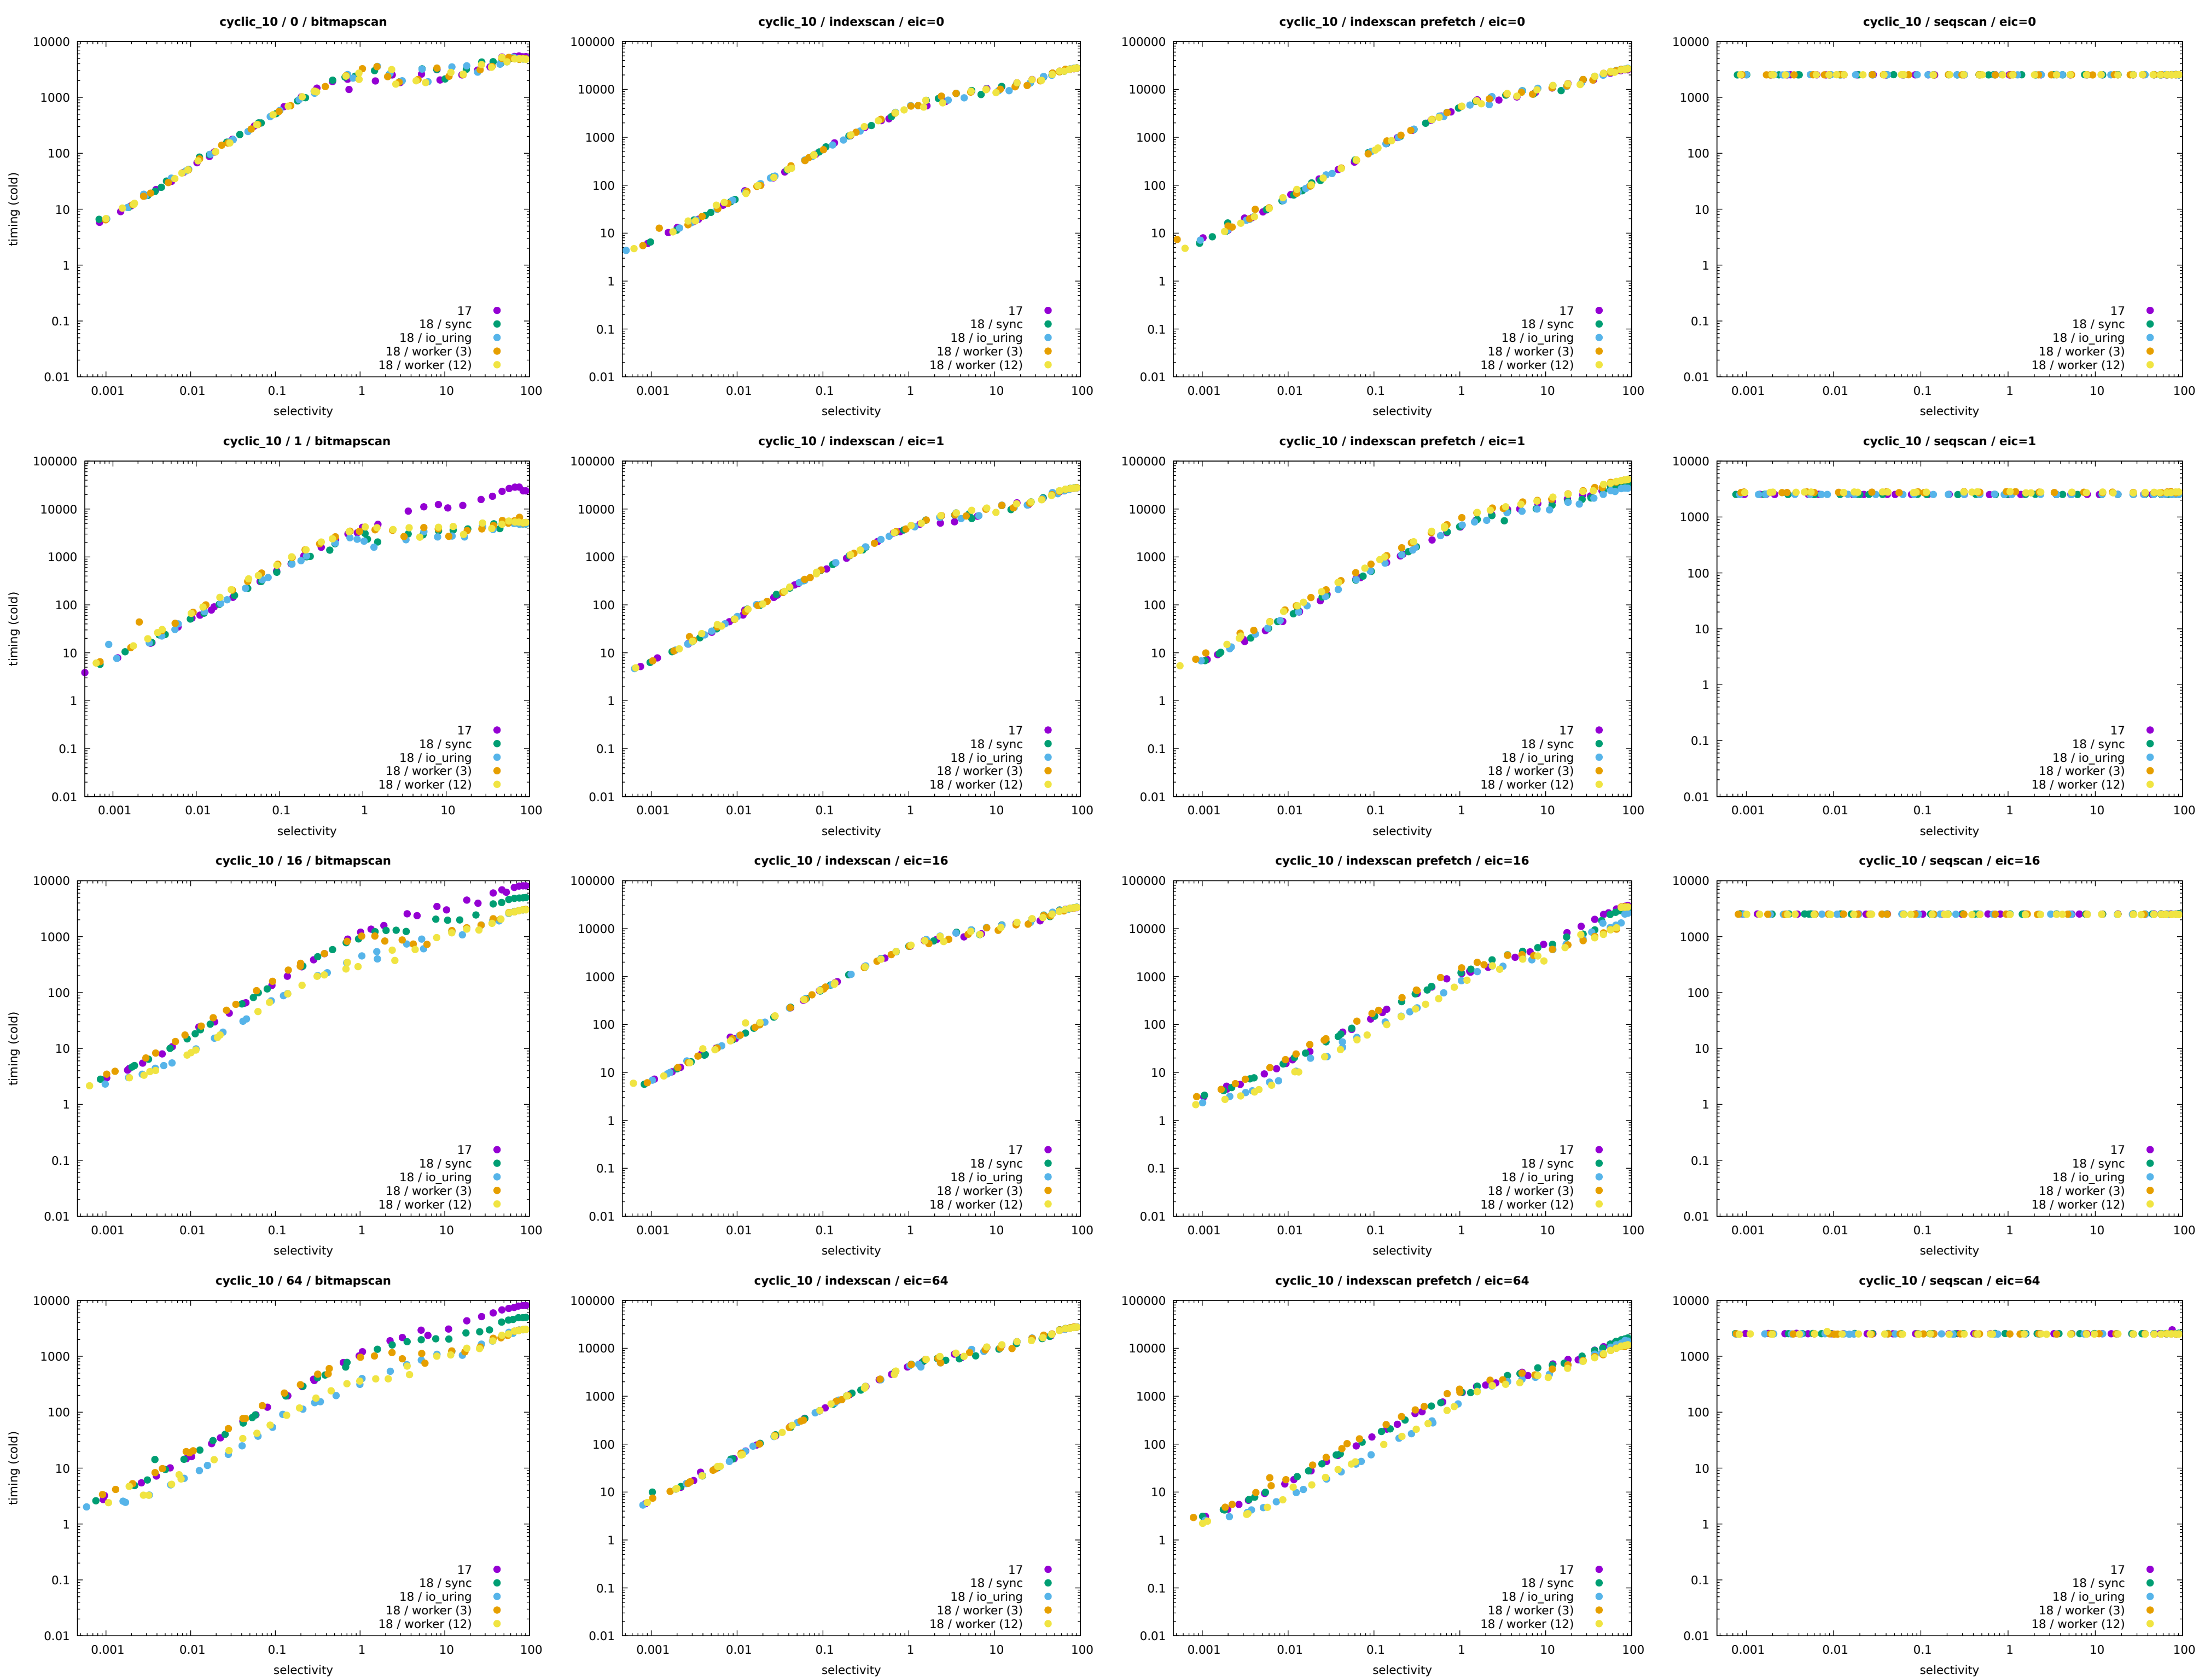 cyclic_10 / 0 / bitmapscan
10000
1000
100
10
1
0.1
0.01
timing (cold)
17
18 / sync
18 / io_uring
18 / worker (3)
18 / worker (12)
0.001 0.01 0.1 1 10 100
selectivity
cyclic_10 / indexscan / eic=0
100000
10000
1000
100
10
1
0.1
0.01
17
18 / sync
18 / io_uring
18 / worker (3)
18 / worker (12)
0.001 0.01 0.1 1 10 100
selectivity
cyclic_10 / indexscan prefetch / eic=0
100000
10000
1000
100
10
1
0.1
0.01
17
18 / sync
18 / io_uring
18 / worker (3)
18 / worker (12)
0.001 0.01 0.1 1 10 100
selectivity
cyclic_10 / seqscan / eic=0
10000
1000
100
10
1
0.1
0.01
17
18 / sync
18 / io_uring
18 / worker (3)
18 / worker (12)
0.001 0.01 0.1 1 10 100
selectivity
cyclic_10 / 1 / bitmapscan
100000
10000
1000
100
10
1
0.1
0.01
timing (cold)
17
18 / sync
18 / io_uring
18 / worker (3)
18 / worker (12)
0.001 0.01 0.1 1 10 100
selectivity
cyclic_10 / indexscan / eic=1
100000
10000
1000
100
10
1
0.1
0.01
17
18 / sync
18 / io_uring
18 / worker (3)
18 / worker (12)
0.001 0.01 0.1 1 10 100
selectivity
cyclic_10 / indexscan prefetch / eic=1
100000
10000
1000
100
10
1
0.1
0.01
17
18 / sync
18 / io_uring
18 / worker (3)
18 / worker (12)
0.001 0.01 0.1 1 10 100
selectivity
cyclic_10 / seqscan / eic=1
10000
1000
100
10
1
0.1
0.01
17
18 / sync
18 / io_uring
18 / worker (3)
18 / worker (12)
0.001 0.01 0.1 1 10 100
selectivity
cyclic_10 / 16 / bitmapscan
10000
1000
100
10
1
0.1
0.01
timing (cold)
17
18 / sync
18 / io_uring
18 / worker (3)
18 / worker (12)
0.001 0.01 0.1 1 10 100
selectivity
cyclic_10 / indexscan / eic=16
100000
10000
1000
100
10
1
0.1
0.01
17
18 / sync
18 / io_uring
18 / worker (3)
18 / worker (12)
0.001 0.01 0.1 1 10 100
selectivity
cyclic_10 / indexscan prefetch / eic=16
100000
10000
1000
100
10
1
0.1
0.01
17
18 / sync
18 / io_uring
18 / worker (3)
18 / worker (12)
0.001 0.01 0.1 1 10 100
selectivity
cyclic_10 / seqscan / eic=16
10000
1000
100
10
1
0.1
0.01
17
18 / sync
18 / io_uring
18 / worker (3)
18 / worker (12)
0.001 0.01 0.1 1 10 100
selectivity
cyclic_10 / 64 / bitmapscan
10000
1000
100
10
1
0.1
0.01
timing (cold)
17
18 / sync
18 / io_uring
18 / worker (3)
18 / worker (12)
0.001 0.01 0.1 1 10 100
selectivity
cyclic_10 / indexscan / eic=64
100000
10000
1000
100
10
1
0.1
0.01
17
18 / sync
18 / io_uring
18 / worker (3)
18 / worker (12)
0.001 0.01 0.1 1 10 100
selectivity
cyclic_10 / indexscan prefetch / eic=64
100000
10000
1000
100
10
1
0.1
0.01
17
18 / sync
18 / io_uring
18 / worker (3)
18 / worker (12)
0.001 0.01 0.1 1 10 100
selectivity
cyclic_10 / seqscan / eic=64
10000
1000
100
10
1
0.1
0.01
17
18 / sync
18 / io_uring
18 / worker (3)
18 / worker (12)
0.001 0.01 0.1 1 10 100
selectivity